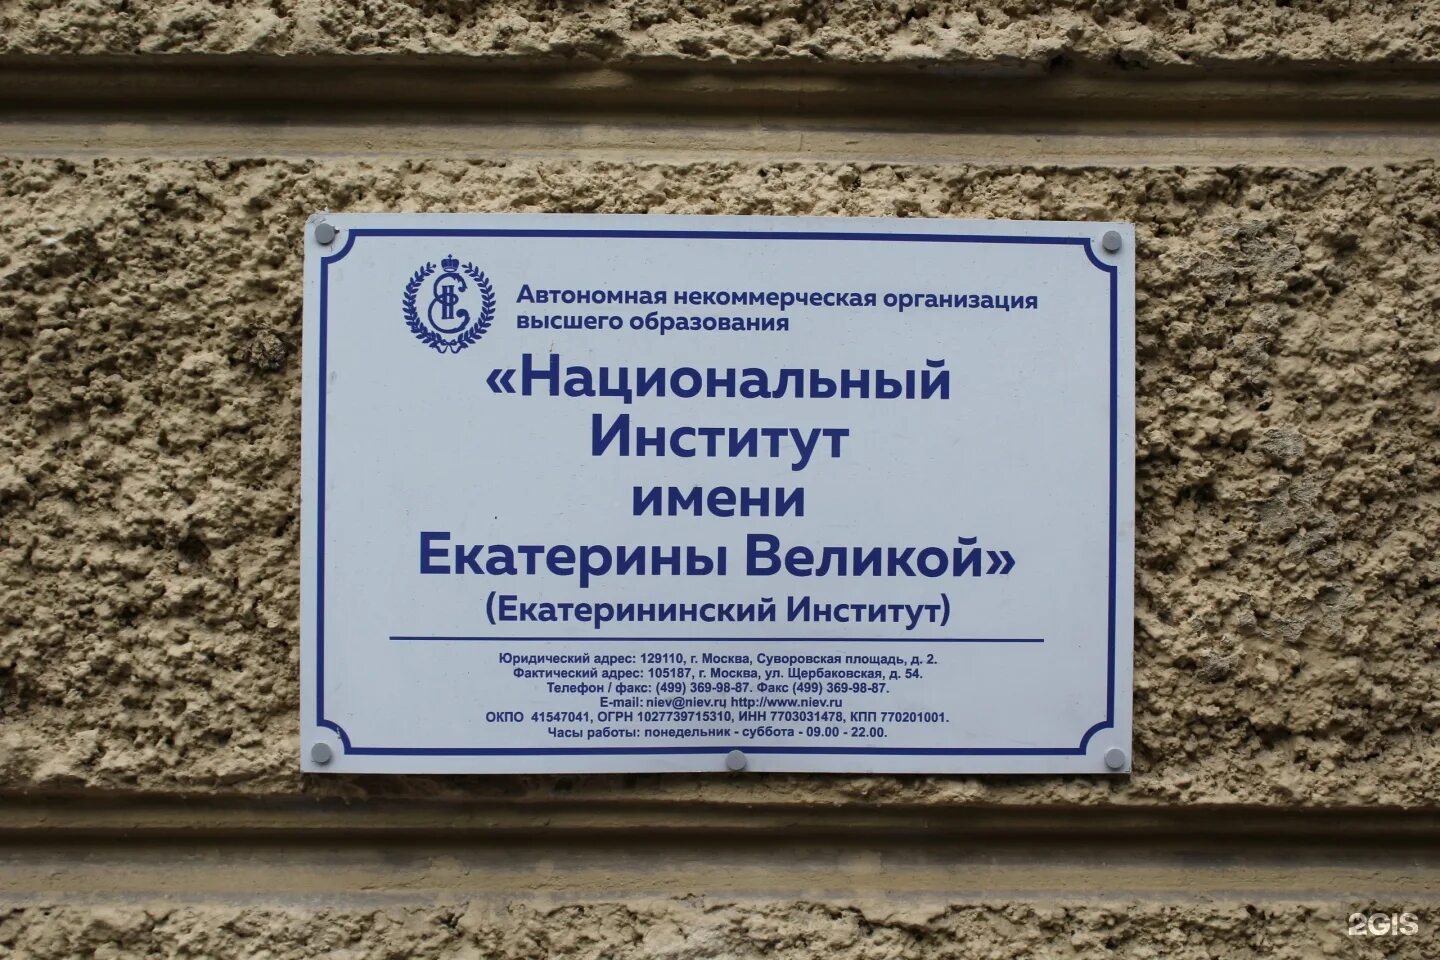 Автономная некоммерческая организация
высшего образования
«Национальный
Институт
имени
Екатерины Великой»
(Екатерининский Институт)
Юридический адрес: 129110, г. Москва, Суворовская площадь, д. 2.
Фактический адрес: 105187, г. Москва, ул. Щербаковская, д. 54.
Телефон / факс: (499) 369-98-87. Факс (499) 369-98-87.
E-mail: niev@niev.ru http://www.niev.ru
ОКПО 41547041, ОГРН 1027739715310, ИНН 7703031478, КПП 770201001.
Часы работы: понедельник - суббота - 09.00 - 22.00.
2GIS